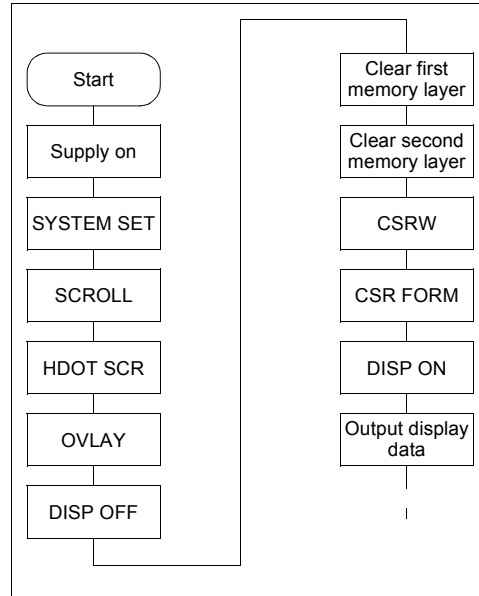 Start
Supply on
SYSTEM SET
SCROLL
HDOT SCR
OVLAY
DISP OFF
Clear first
memory layer
Clear second
memory layer
CSRW
CSR FORM
DISP ON
Output display
data